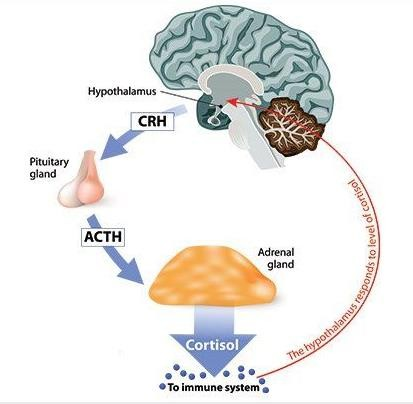 Hypothalamus
CRH
Pituitary
gland
ACTH
Adrenal
gland
Cortisol
To immune system
The hypothalamus responds to level of cortisol